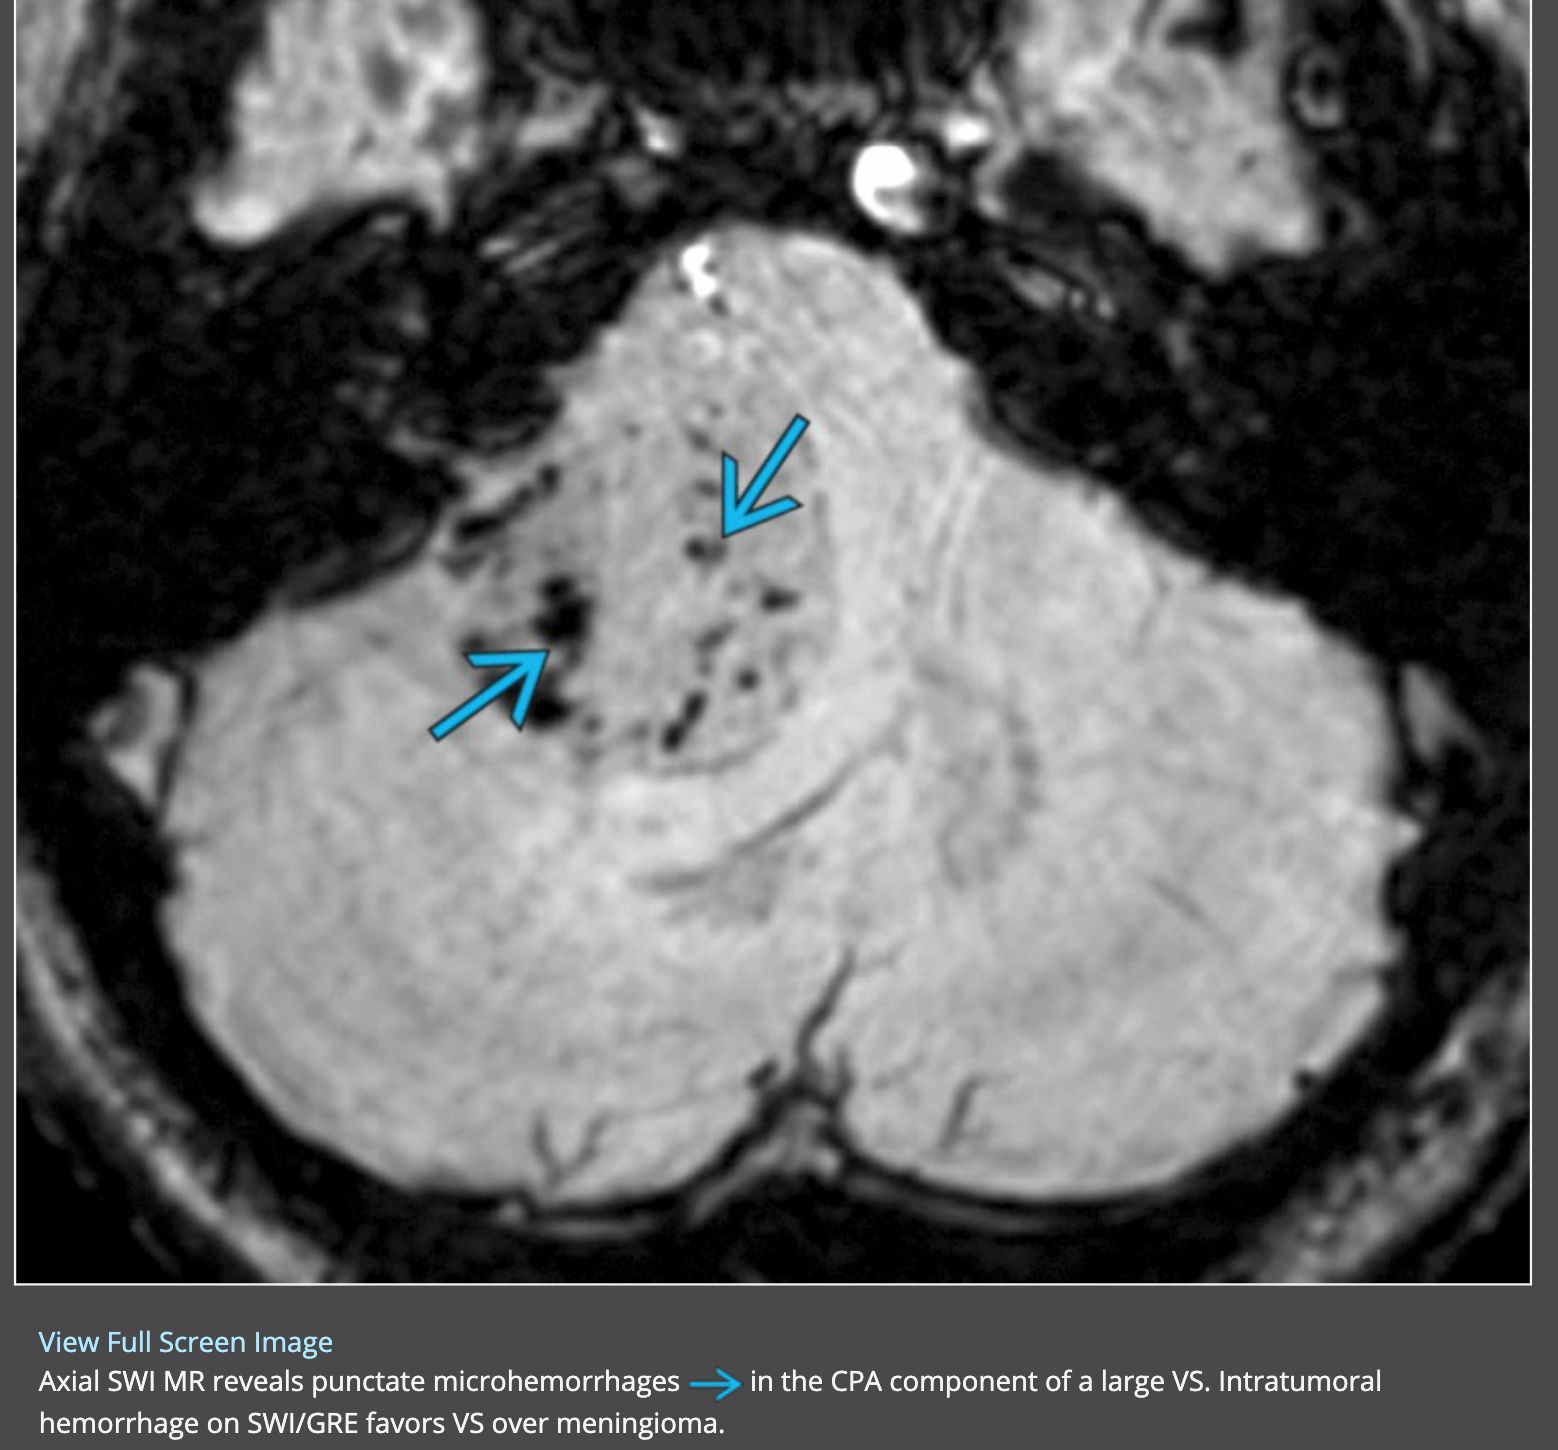 View Full Screen Image
Axial SWI MR reveals punctate microhemorrhages → in the CPA component of a large VS. Intratumoral
hemorrhage on SWI/GRE favors VS over meningioma.